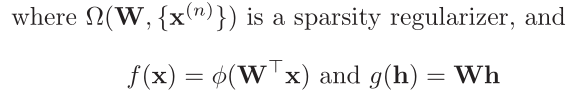 where Ω(W, {x⁽ⁿ⁾}) is a sparsity regularizer, and
f(x) = ϕ(W⊤x) and g(h) = Wh